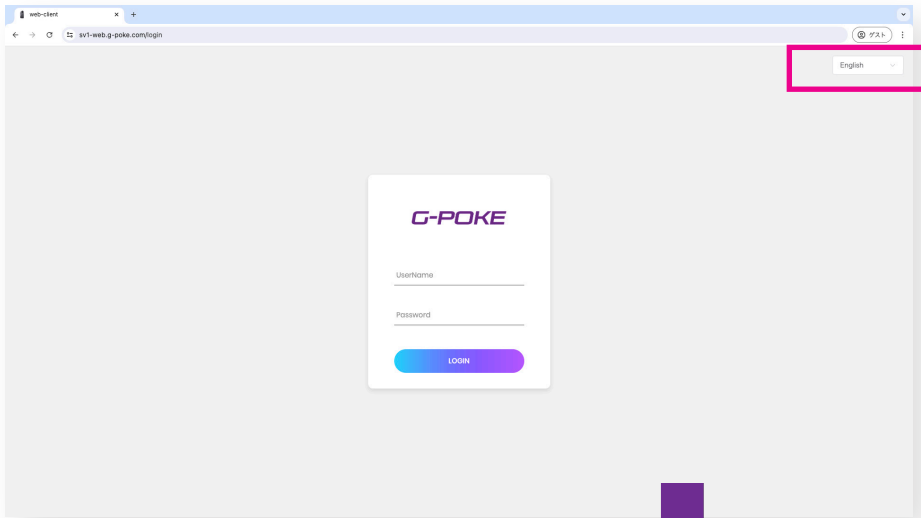 web-client
sv1-web.g-poke.com/login
ゲスト
English
G-POKE
UserName
Password
LOGIN